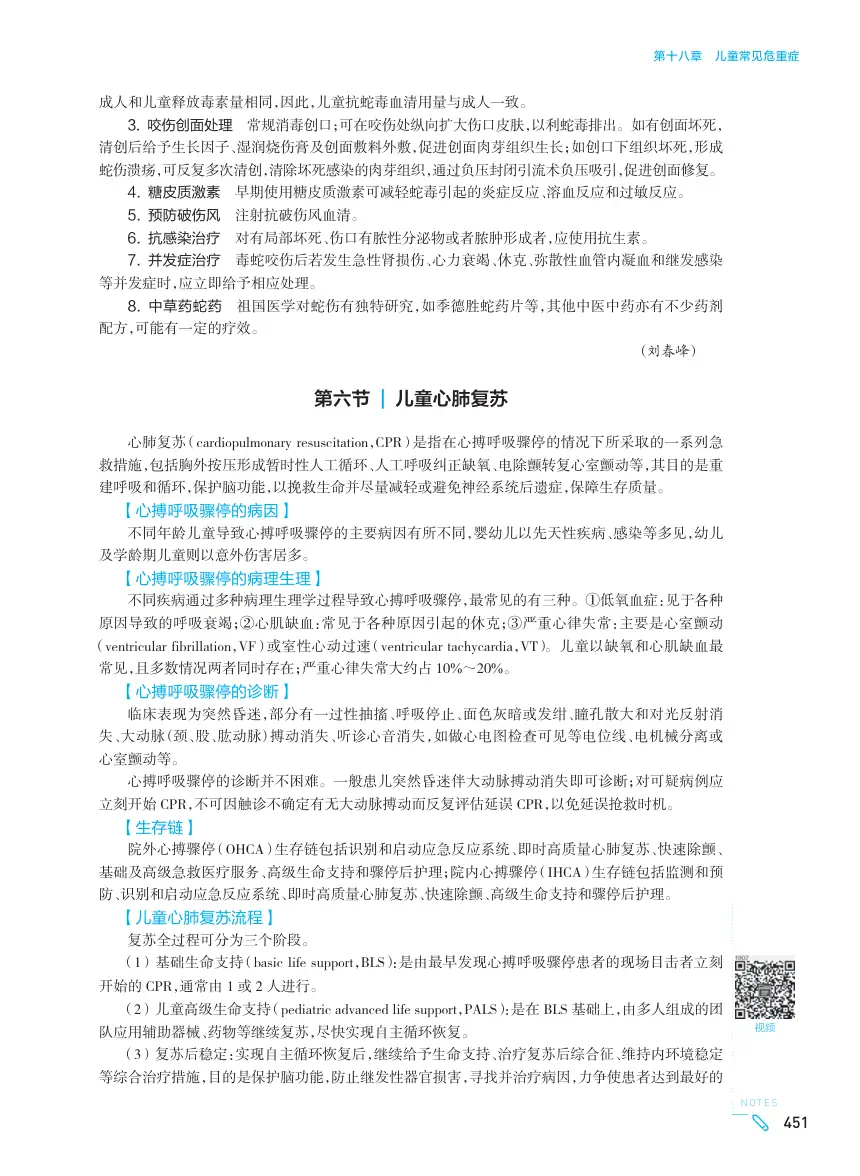 第十八章 儿童常见危重症
成人和儿童释放毒素量相同,因此,儿童抗蛇毒血清用量与成人一致。
3. 咬伤创面处理 常规消毒创口;可在咬伤处纵向扩大伤口皮肤,以利蛇毒排出。如有创面坏死,
清创后给予生长因子、湿润烧伤膏及创面敷料外敷,促进创面肉芽组织生长;如创口下组织坏死,形成
蛇伤溃疡,可反复多次清创,清除坏死感染的肉芽组织,通过负压封闭引流术负压吸引,促进创面修复。
4. 糖皮质激素 早期使用糖皮质激素可减轻蛇毒引起的炎症反应、溶血反应和过敏反应。
5. 预防破伤风 注射抗破伤风血清。
6. 抗感染治疗 对有局部坏死、伤口有脓性分泌物或者脓肿形成者,应使用抗生素。
7. 并发症治疗 毒蛇咬伤后若发生急性肾损伤、心力衰竭、休克、弥散性血管内凝血和继发感染
等并发症时,应立即给予相应处理。
8. 中草药蛇药 祖国医学对蛇伤有独特研究,如季德胜蛇药片等,其他中医中药亦有不少药剂
配方,可能有一定的疗效。
(刘春峰)
第六节 | 儿童心肺复苏
心肺复苏(cardiopulmonary resuscitation,CPR)是指在心搏呼吸骤停的情况下所采取的一系列急
救措施,包括胸外按压形成暂时性人工循环、人工呼吸纠正缺氧、电除颤转复心室颤动等,其目的是重
建呼吸和循环,保护脑功能,以挽救生命并尽量减轻或避免神经系统后遗症,保障生存质量。
【心搏呼吸骤停的病因】
不同年龄儿童导致心搏呼吸骤停的主要病因有所不同,婴幼儿以先天性疾病、感染等多见,幼儿
及学龄期儿童则以意外伤害居多。
【心搏呼吸骤停的病理生理】
不同疾病通过多种病理生理学过程导致心搏呼吸骤停,最常见的有三种。①低氧血症:见于各种
原因导致的呼吸衰竭;②心肌缺血:常见于各种原因引起的休克;③严重心律失常:主要是心室颤动
(ventricular fibrillation,VF)或室性心动过速(ventricular tachycardia,VT)。儿童以缺氧和心肌缺血最
常见,且多数情况两者同时存在;严重心律失常大约占 10%~20%。
【心搏呼吸骤停的诊断】
临床表现为突然昏迷,部分有一过性抽搐、呼吸停止、面色灰暗或发绀、瞳孔散大和对光反射消
失、大动脉(颈、股、肱动脉)搏动消失、听诊心音消失,如做心电图检查可见等电位线、电机械分离或
心室颤动等。
心搏呼吸骤停的诊断并不困难。一般患儿突然昏迷伴大动脉搏动消失即可诊断;对可疑病例应
立刻开始 CPR,不可因触诊不确定有无大动脉搏动而反复评估延误 CPR,以免延误抢救时机。
【生存链】
院外心搏骤停(OHCA)生存链包括识别和启动应急反应系统、即时高质量心肺复苏、快速除颤、
基础及高级急救医疗服务、高级生命支持和骤停后护理;院内心搏骤停(IHCA)生存链包括监测和预
防、识别和启动应急反应系统、即时高质量心肺复苏、快速除颤、高级生命支持和骤停后护理。
【儿童心肺复苏流程】
复苏全过程可分为三个阶段。
(1)基础生命支持(basic life support,BLS):是由最早发现心搏呼吸骤停患者的现场目击者立刻
开始的 CPR,通常由 1 或 2 人进行。
(2)儿童高级生命支持(pediatric advanced life support,PALS):是在 BLS 基础上,由多人组成的团
队应用辅助器械、药物等继续复苏,尽快实现自主循环恢复。
(3)复苏后稳定:实现自主循环恢复后,继续给予生命支持、治疗复苏后综合征、维持内环境稳定
等综合治疗措施,目的是保护脑功能,防止继发性器官损害,寻找并治疗病因,力争使患者达到最好的
视频
NOTES
451